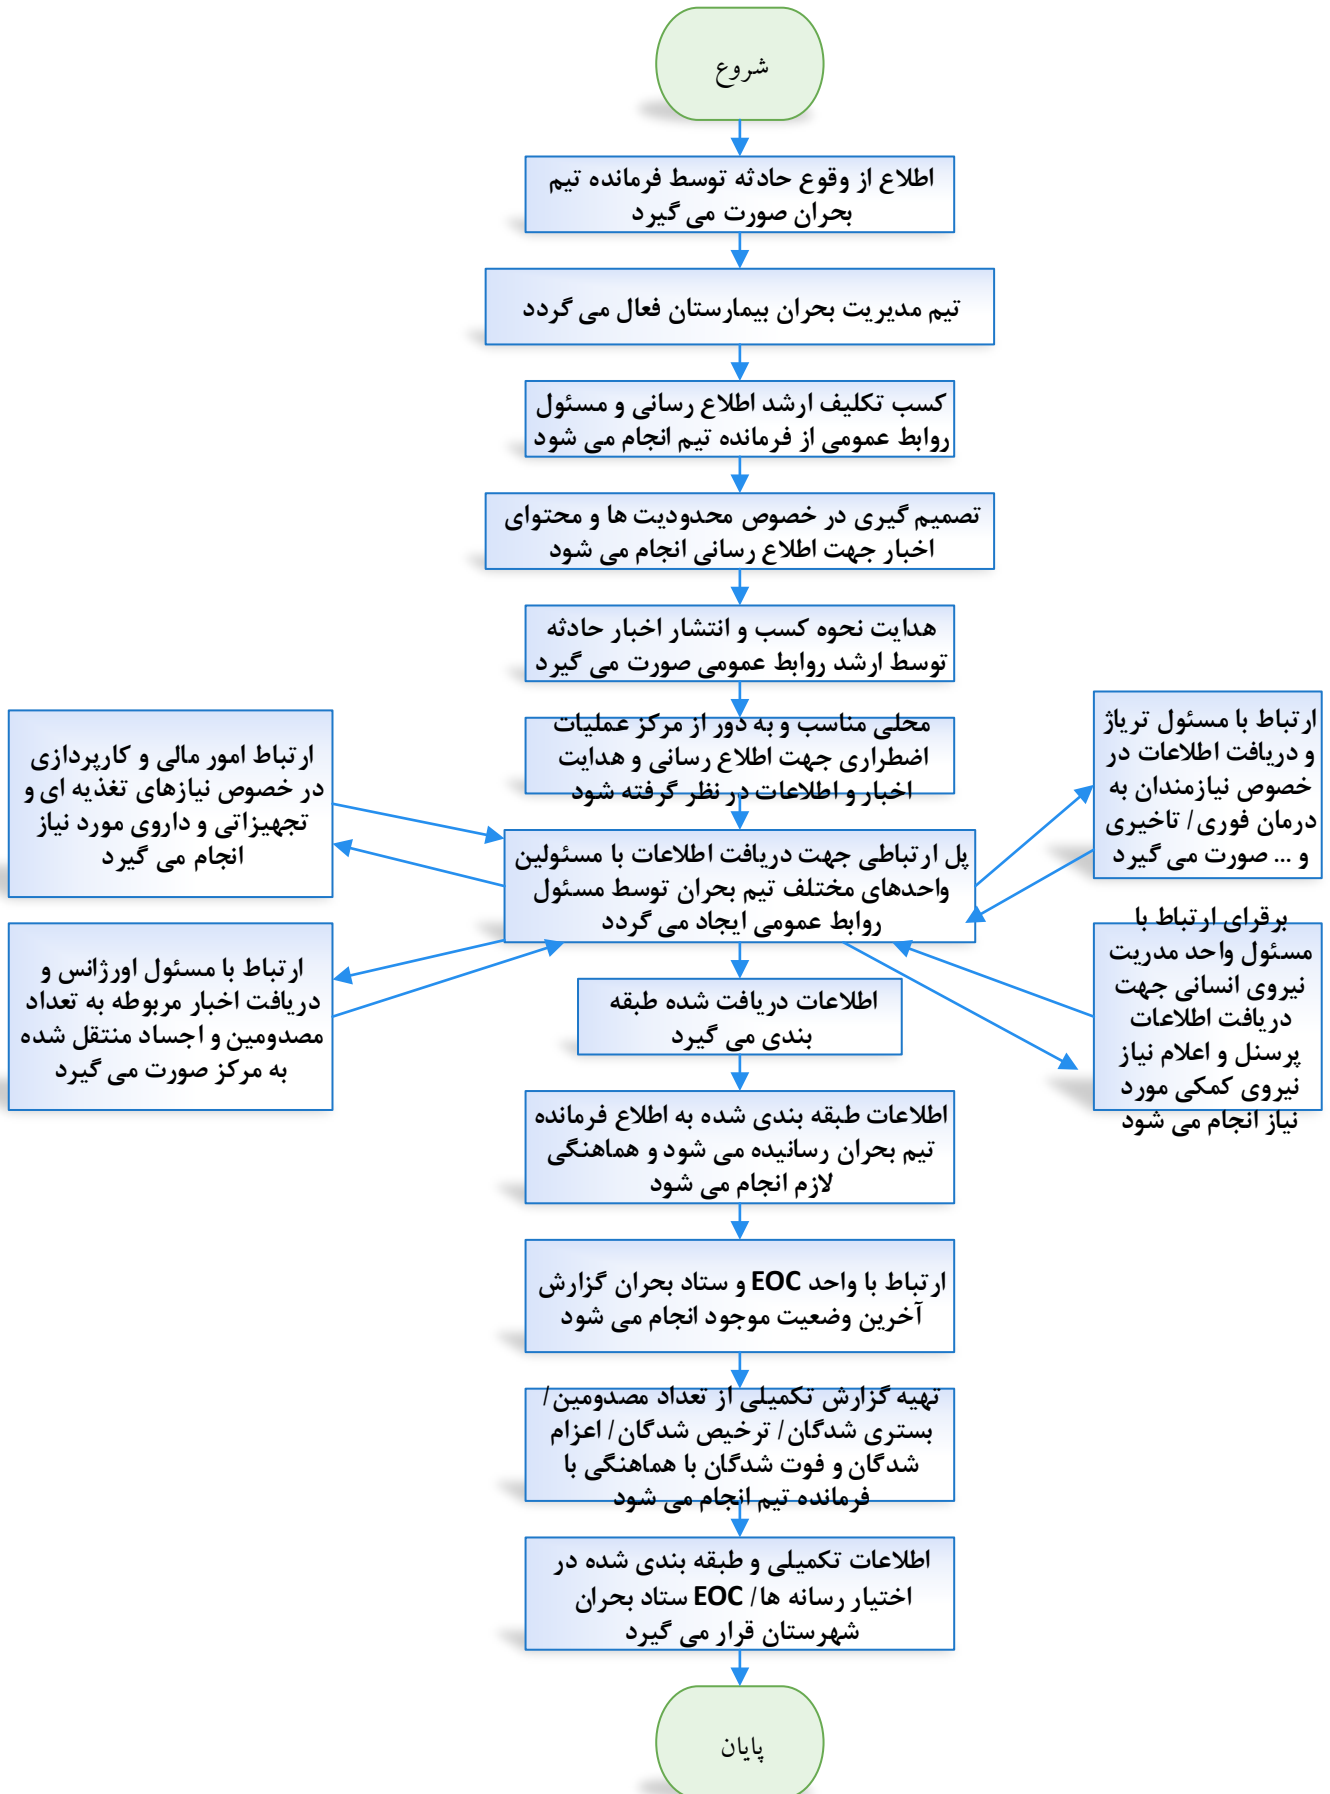 شروع
اطلاع از وقوع حادثه توسط فرمانده تیم
بحران صورت می گیرد
تیم مدیریت بحران بیمارستان فعال می گردد
کسب تکلیف ارشد اطلاع رسانی و مسئول
روابط عمومی از فرمانده تیم انجام می شود
تصمیم گیری در خصوص محدودیت ها و محتوای
اخبار جهت اطلاع رسانی انجام می شود
هدایت نحوه کسب و انتشار اخبار حادثه
توسط ارشد روابط عمومی صورت می گیرد
محلی مناسب و به دور از مرکز عملیات
اضطراری جهت اطلاع رسانی و هدایت
اخبار و اطلاعات در نظر گرفته شود
پل ارتباطی جهت دریافت اطلاعات با مسئولین
واحدهای مختلف تیم بحران توسط مسئول
روابط عمومی ایجاد می گردد
ارتباط با مسئول تریاژ
و دریافت اطلاعات در
خصوص نیازمندان به
درمان فوری/ تاخیری
و ... صورت می گیرد
برقرای ارتباط با
مسئول واحد مدریت
نیروی انسانی جهت
دریافت اطلاعات
پرسنل و اعلام نیاز
نیروی کمکی مورد
نیاز انجام می شود
ارتباط امور مالی و کارپردازی
در خصوص نیازهای تغذیه ای و
تجهیزاتی و داروی مورد نیاز
انجام می گیرد
ارتباط با مسئول اورژانس و
دریافت اخبار مربوطه به تعداد
مصدومین و اجساد منتقل شده
به مرکز صورت می گیرد
اطلاعات دریافت شده طبقه
بندی می گیرد
اطلاعات طبقه بندی شده به اطلاع فرمانده
تیم بحران رسانیده می شود و هماهنگی
لازم انجام می شود
ارتباط با واحد EOC و ستاد بحران گزارش
آخرین وضعیت موجود انجام می شود
تهیه گزارش تکمیلی از تعداد مصدومین/
بستری شدگان/ ترخیص شدگان/ اعزام
شدگان و فوت شدگان با هماهنگی با
فرمانده تیم انجام می شود
اطلاعات تکمیلی و طبقه بندی شده در
اختیار رسانه ها/ EOC ستاد بحران
شهرستان قرار می گیرد
پایان